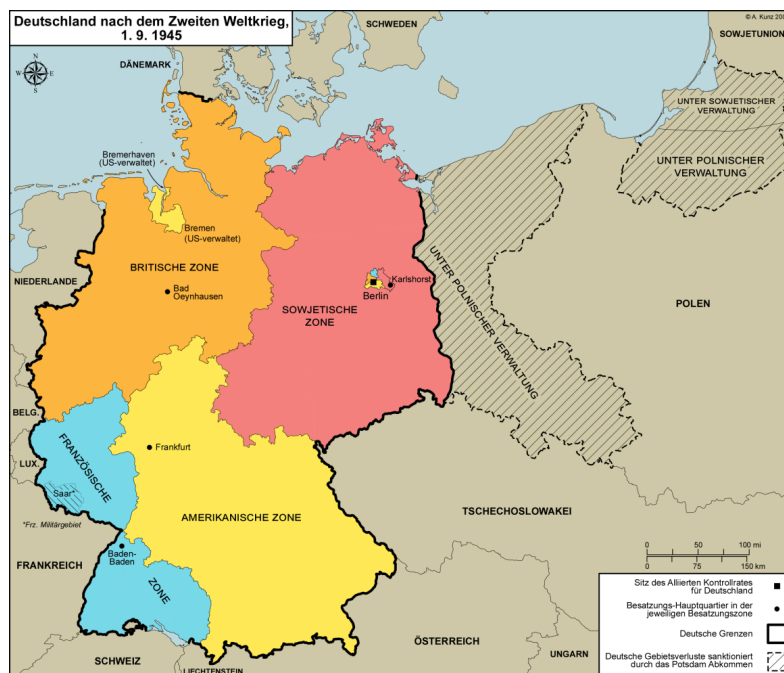 Deutschland nach dem Zweiten Weltkrieg,
1. 9. 1945
© A. Kunz
SCHWEDEN
SOWJETUNION
DÄNEMARK
N
W
E
S
UNTER SOWJETISCHER
VERWALTUNG
UNTER POLNISCHER
VERWALTUNG
Bremerhaven
(US-verwaltet)
Bremen
(US-verwaltet)
BRITISCHE ZONE
NIEDERLANDE
Bad
Oeynhausen
Karlshorst
Berlin
SOWJETISCHE
ZONE
UNTER POLNISCHER VERWALTUNG
POLEN
BELG.
LUX.
FRANZÖSISCHE
Frankfurt
Saar*
*Frz. Militärgebiet
AMERIKANISCHE ZONE
TSCHECHOSLOWAKEI
Baden-
Baden
FRANKREICH
ZONE
0 50 100 mi
0 75 150 km
SCHWEIZ
LIECHTENSTEIN
ÖSTERREICH
UNGARN
Sitz des Alliierten Kontrollrates
für Deutschland
Besatzungs-Hauptquartier in der
jeweiligen Besatzungszone
Deutsche Grenzen
Deutsche Gebietsverluste sanktioniert
durch das Potsdam Abkommen